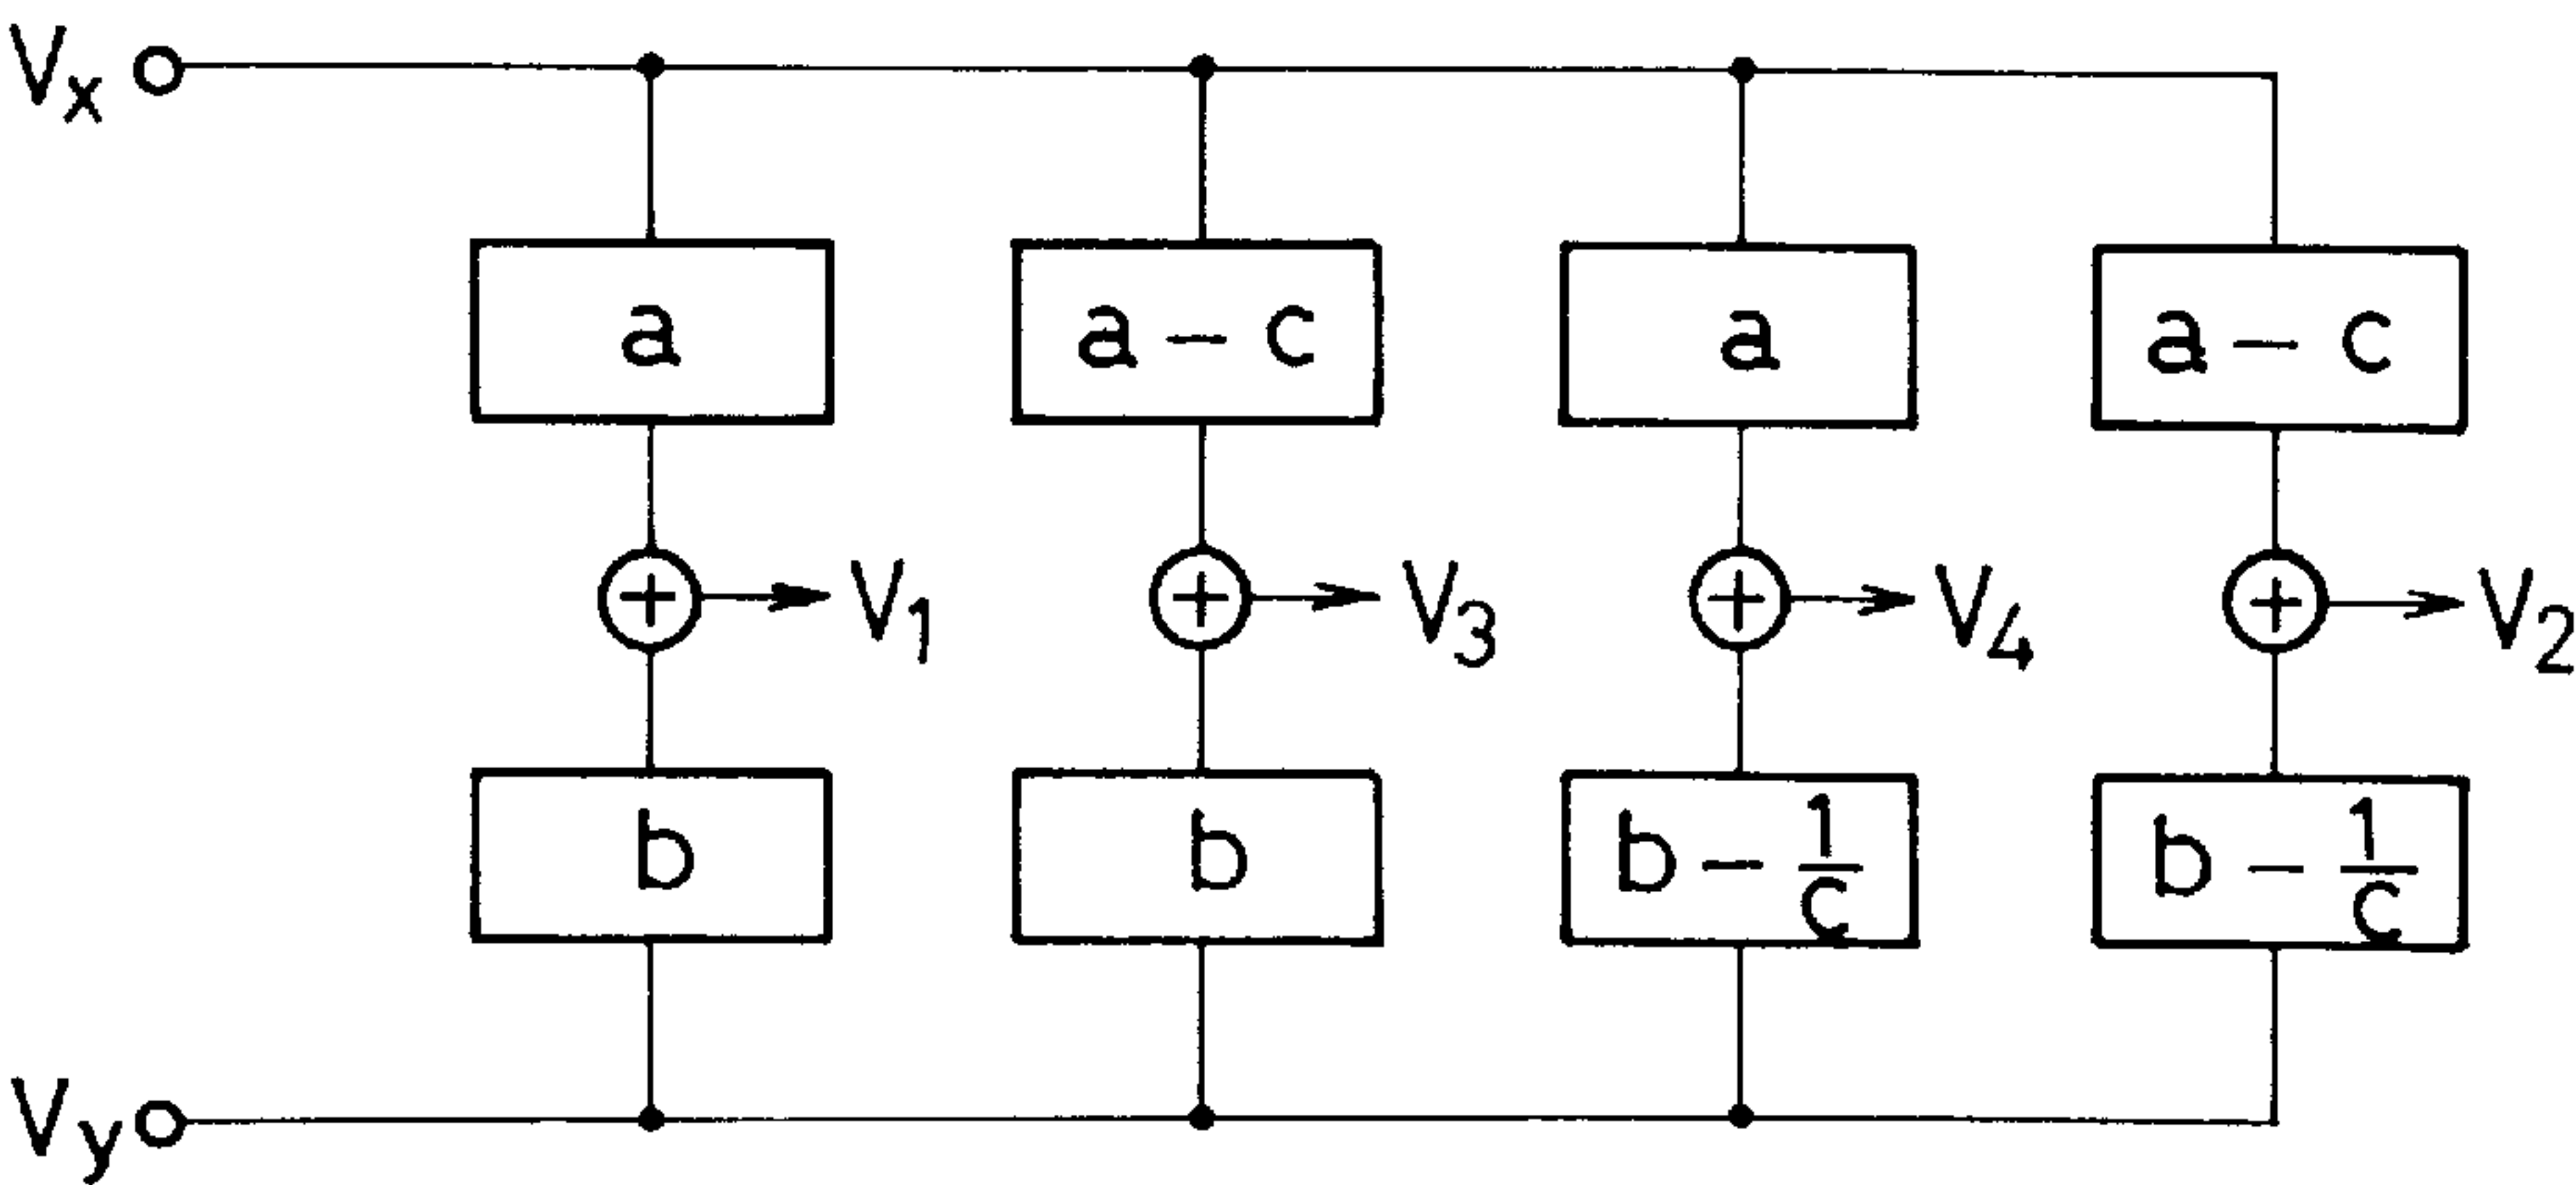 Vx
a
a - c
a
a - c
+ V1
+ V3
+ V4
+ V2
b
b
b - 1/c
b - 1/c
Vy